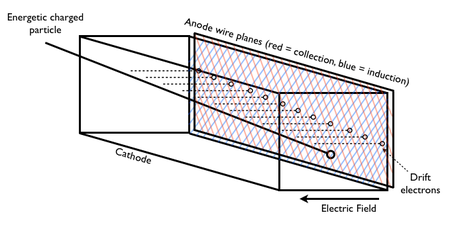 Energetic charged
particle
Anode wire planes (red = collection, blue = induction)
Cathode
Drift
electrons
Electric Field